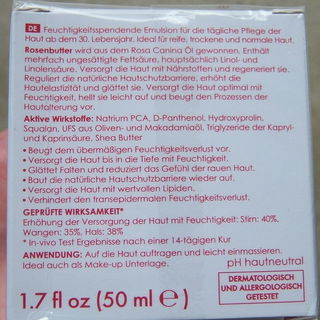 DE Feuchtigkeitsspendende Emulsion für die tägliche Pflege der
Haut ab dem 30. Lebensjahr. Ideal für reife, trockene und normale Haut.
Rosenbutter wird aus dem Rosa Canina Öl gewonnen. Enthält
mehrfach ungesättigte Fettsäure, hauptsächlich Linol- und
Linolensäure. Versorgt die Haut mit Nährstoffen und regeneriert sie.
Reguliert die natürliche Hautschutzbarriere, erhöht die
Hautelastizität und glättet sie. Versorgt die Haut optimal mit
Feuchtigkeit, hellt sie leicht auf und beugt den Prozessen der
Hautalterung vor.
Aktive Wirkstoffe: Natrium PCA, D-Panthenol, Hydroxyprolin,
Squalan, UFS aus Oliven- und Makadamiaöl, Triglyzeride der Kapryl-
und Kaprinsäure, Shea Butter
• Beugt dem übermäßigen Feuchtigkeitsverlust vor.
• Versorgt die Haut bis in die Tiefe mit Feuchtigkeit.
• Glättet Falten und reduziert das Gefühl der rauen Haut.
• Baut die natürliche Hautschutzbarriere wieder auf.
• Versorgt die Haut mit wertvollen Lipiden.
• Verhindert den transepidermalen Feuchtigkeitsverlust.
GEPRÜFTE WIRKSAMKEIT*
Erhöhung der Versorgung der Haut mit Feuchtigkeit: Stirn: 40%,
Wangen: 35%, Hals: 38%
* In-vivo Test Ergebnisse nach einer 14-tägigen Kur
ANWENDUNG: Auf die Haut auftragen und leicht einmassieren.
Ideal auch als Make-up Unterlage.
pH hautneutral
DERMATOLOGISCH
UND ALLERGOLOGISCH
GETESTET
1.7 fl oz (50 ml ℮)